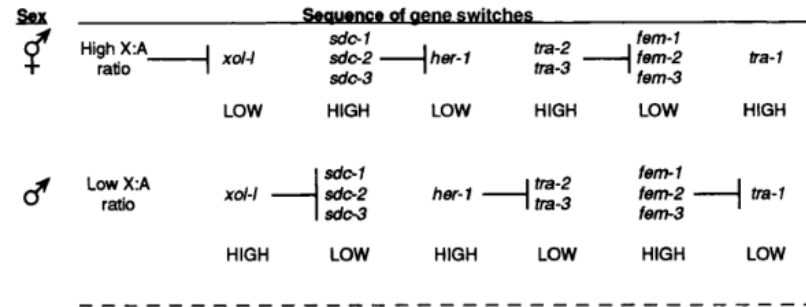 Sex Sequence of gene switches
sdc-1 fem-1
High X:A xol-l sdc-2 her-1 tra-2 fem-2 tra-1
ratio sdc-3 tra-3 fem-3
LOW HIGH LOW HIGH LOW HIGH
sdc-1 fem-1
Low X:A xol-l sdc-2 her-1 tra-2 fem-2 tra-1
ratio sdc-3 tra-3 fem-3
HIGH LOW HIGH LOW HIGH LOW